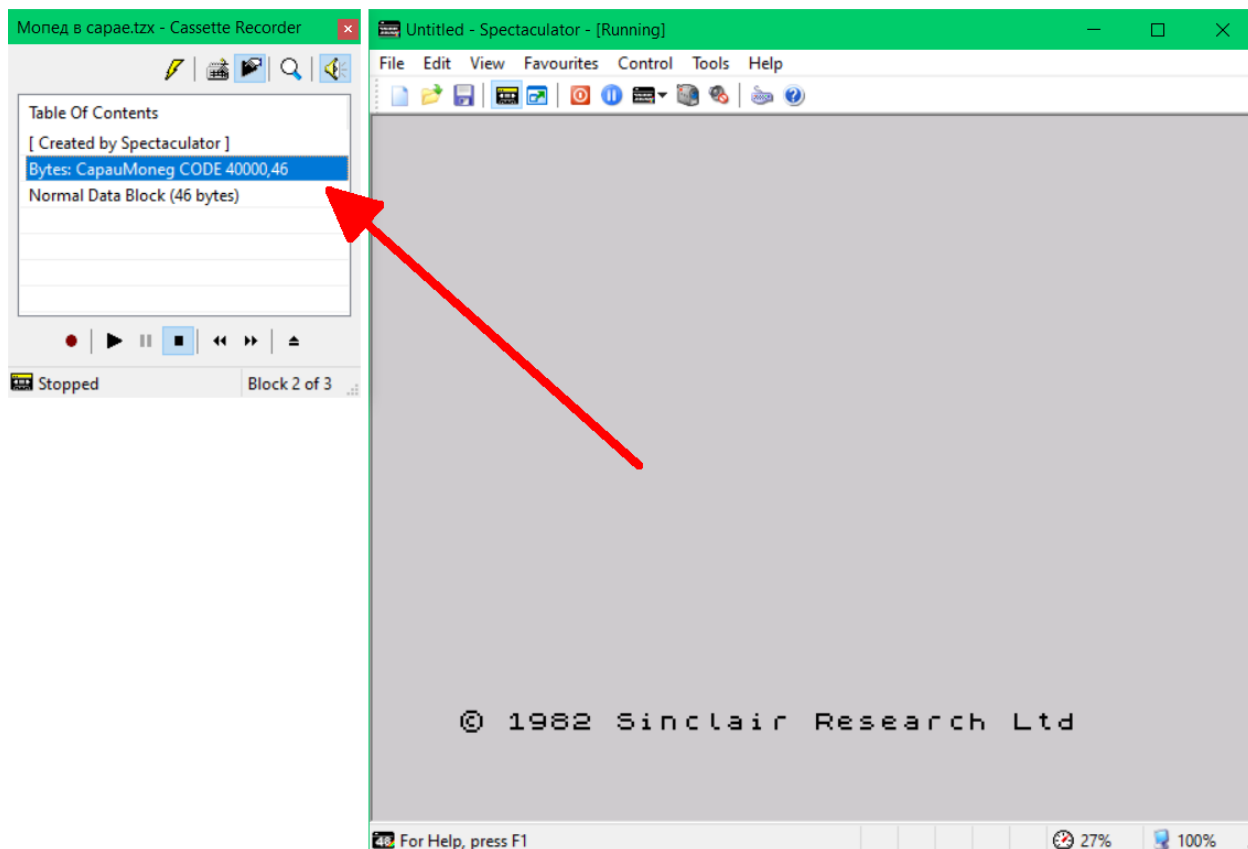 Мопед в сарае.tzx - Cassette Recorder
Table Of Contents
[ Created by Spectaculator ]
Bytes: CapauMoneg CODE 40000,46
Normal Data Block (46 bytes)
Stopped
Block 2 of 3
Untitled - Spectaculator - [Running]
File Edit View Favourites Control Tools Help
© 1982 Sinclair Research Ltd
48 For Help, press F1
27%
100%